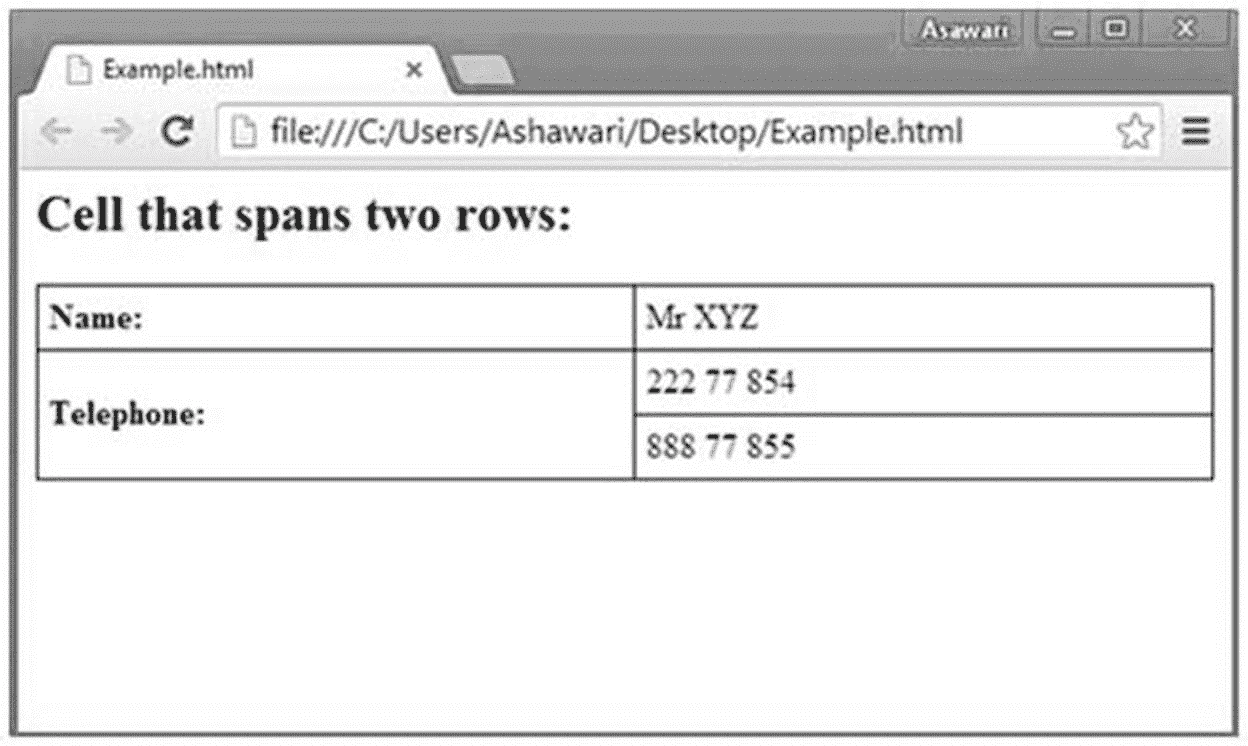 Asawari
Example.html
file:///C:/Users/Ashawari/Desktop/Example.html
Cell that spans two rows:
Name: Mr XYZ
Telephone: 222 77 854
888 77 855